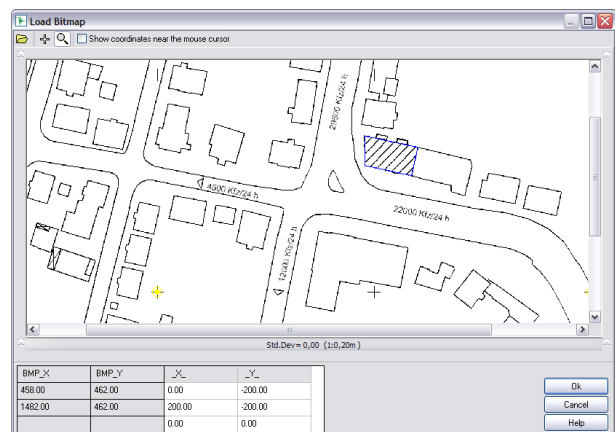 Load Bitmap
Show coordinates near the mouse cursor
29500 Kfz/24 h
4500 Kfz/24 h
22000 Kfz/24 h
12000 Kfz/24 h
Std.Dev= 0,00 (1:0,20m )
BMP_X BMP_Y _X_ _Y_
458.00 462.00 0.00 -200.00
1482.00 462.00 200.00 -200.00
0.00 0.00
Ok
Cancel
Help